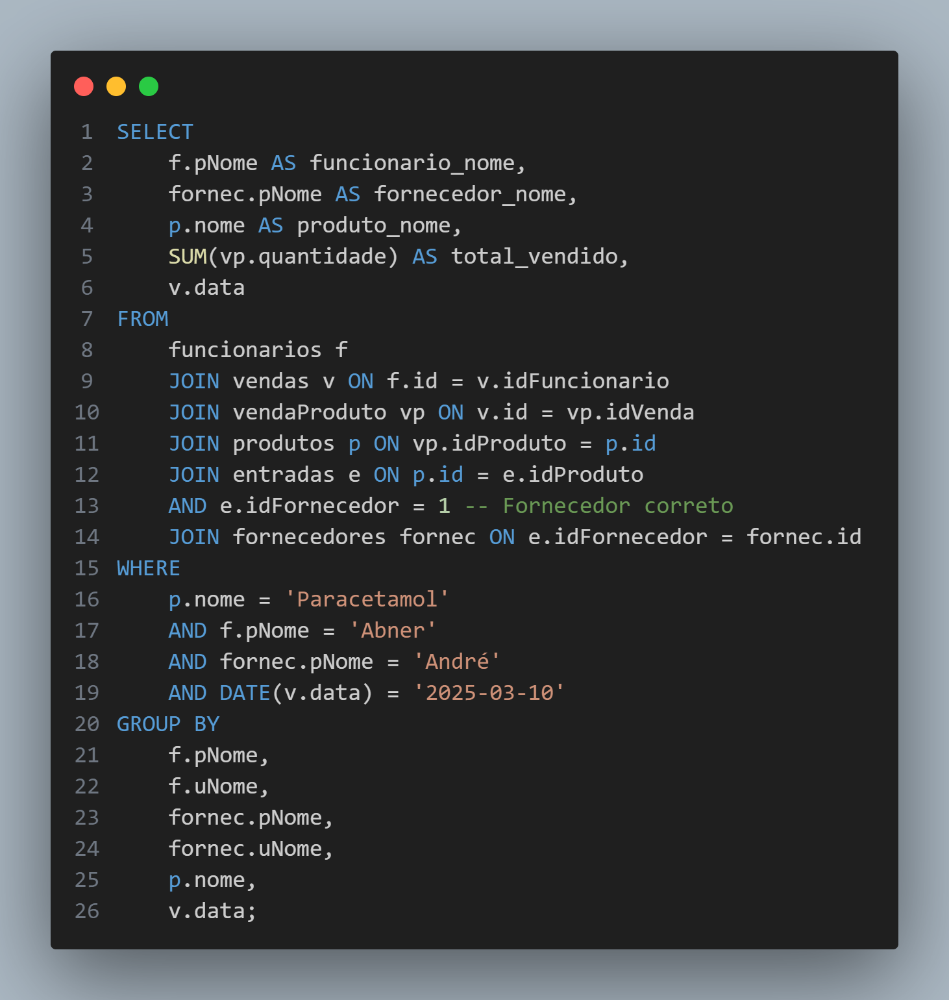 1 SELECT
2     f.pNome AS funcionario_nome,
3     fornec.pNome AS fornecedor_nome,
4     p.nome AS produto_nome,
5     SUM(vp.quantidade) AS total_vendido,
6     v.data
7 FROM
8     funcionarios f
9     JOIN vendas v ON f.id = v.idFuncionario
10     JOIN vendaProduto vp ON v.id = vp.idVenda
11     JOIN produtos p ON vp.idProduto = p.id
12     JOIN entradas e ON p.id = e.idProduto
13     AND e.idFornecedor = 1 -- Fornecedor correto
14     JOIN fornecedores fornec ON e.idFornecedor = fornec.id
15 WHERE
16     p.nome = 'Paracetamol'
17     AND f.pNome = 'Abner'
18     AND fornec.pNome = 'André'
19     AND DATE(v.data) = '2025-03-10'
20 GROUP BY
21     f.pNome,
22     f.uNome,
23     fornec.pNome,
24     fornec.uNome,
25     p.nome,
26     v.data;